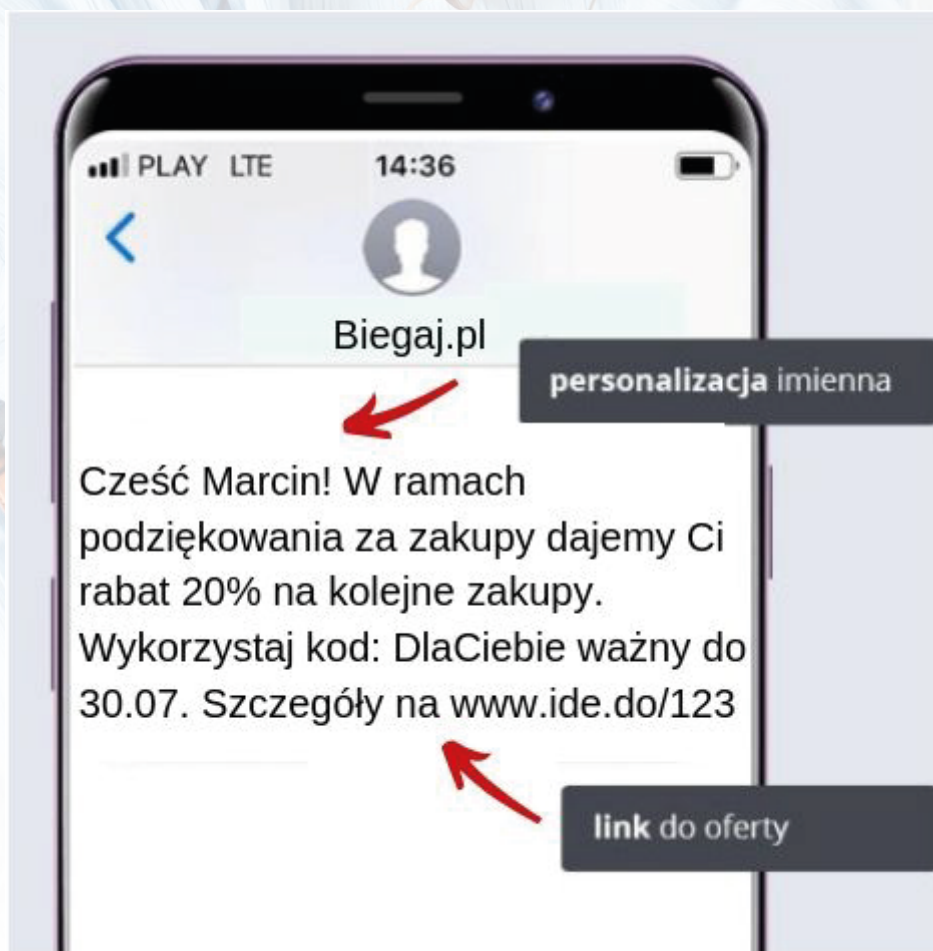 PLAY LTE 14:36
Biegaj.pl
personalizacja imienna
Cześć Marcin! W ramach
podziękowania za zakupy dajemy Ci
rabat 20% na kolejne zakupy.
Wykorzystaj kod: DlaCiebie ważny do
30.07. Szczegóły na www.ide.do/123
link do oferty